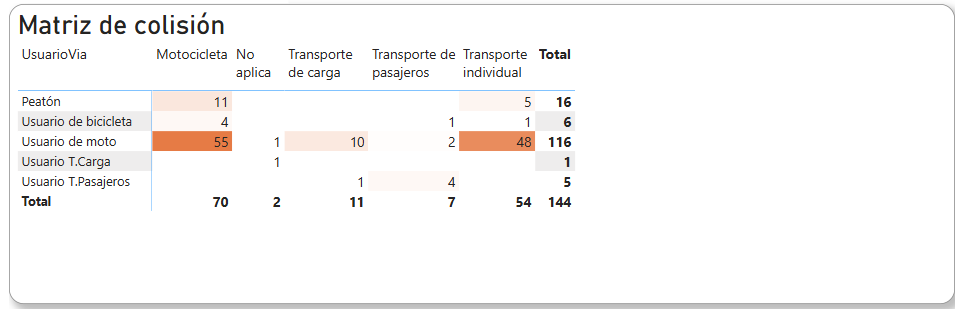 Matriz de colisión
UsuarioVia Motocicleta No aplica Transporte de carga Transporte de pasajeros Transporte individual Total
Peatón 11 5 16
Usuario de bicicleta 4 1 1 6
Usuario de moto 55 1 10 2 48 116
Usuario T.Carga 1 1
Usuario T.Pasajeros 1 4 5
Total 70 2 11 7 54 144